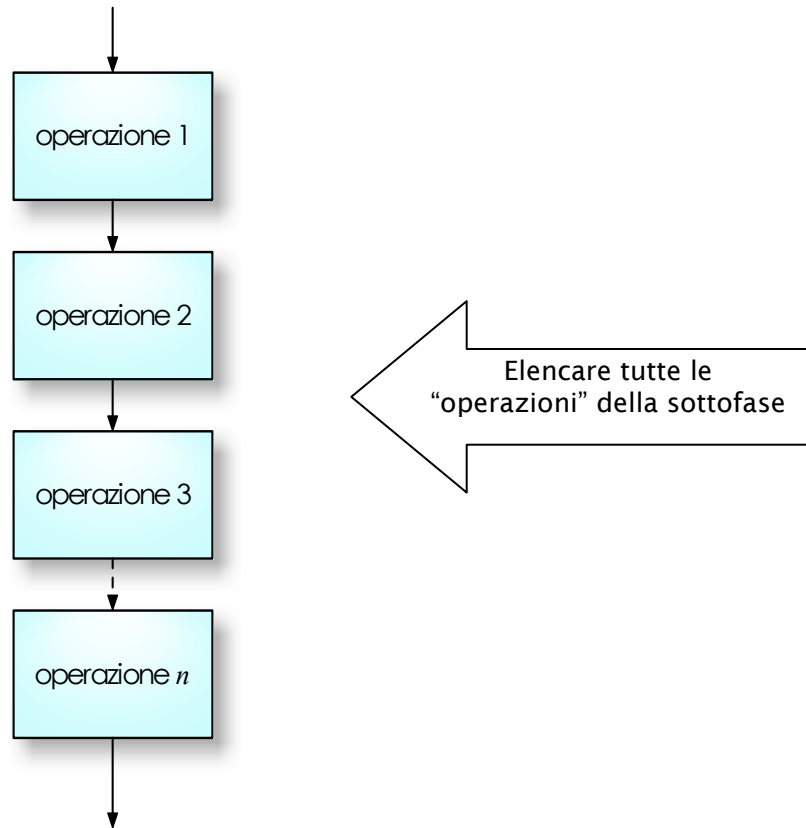 operazione 1
operazione 2
Elencare tutte le
“operazioni” della sottofase
operazione 3
operazione n